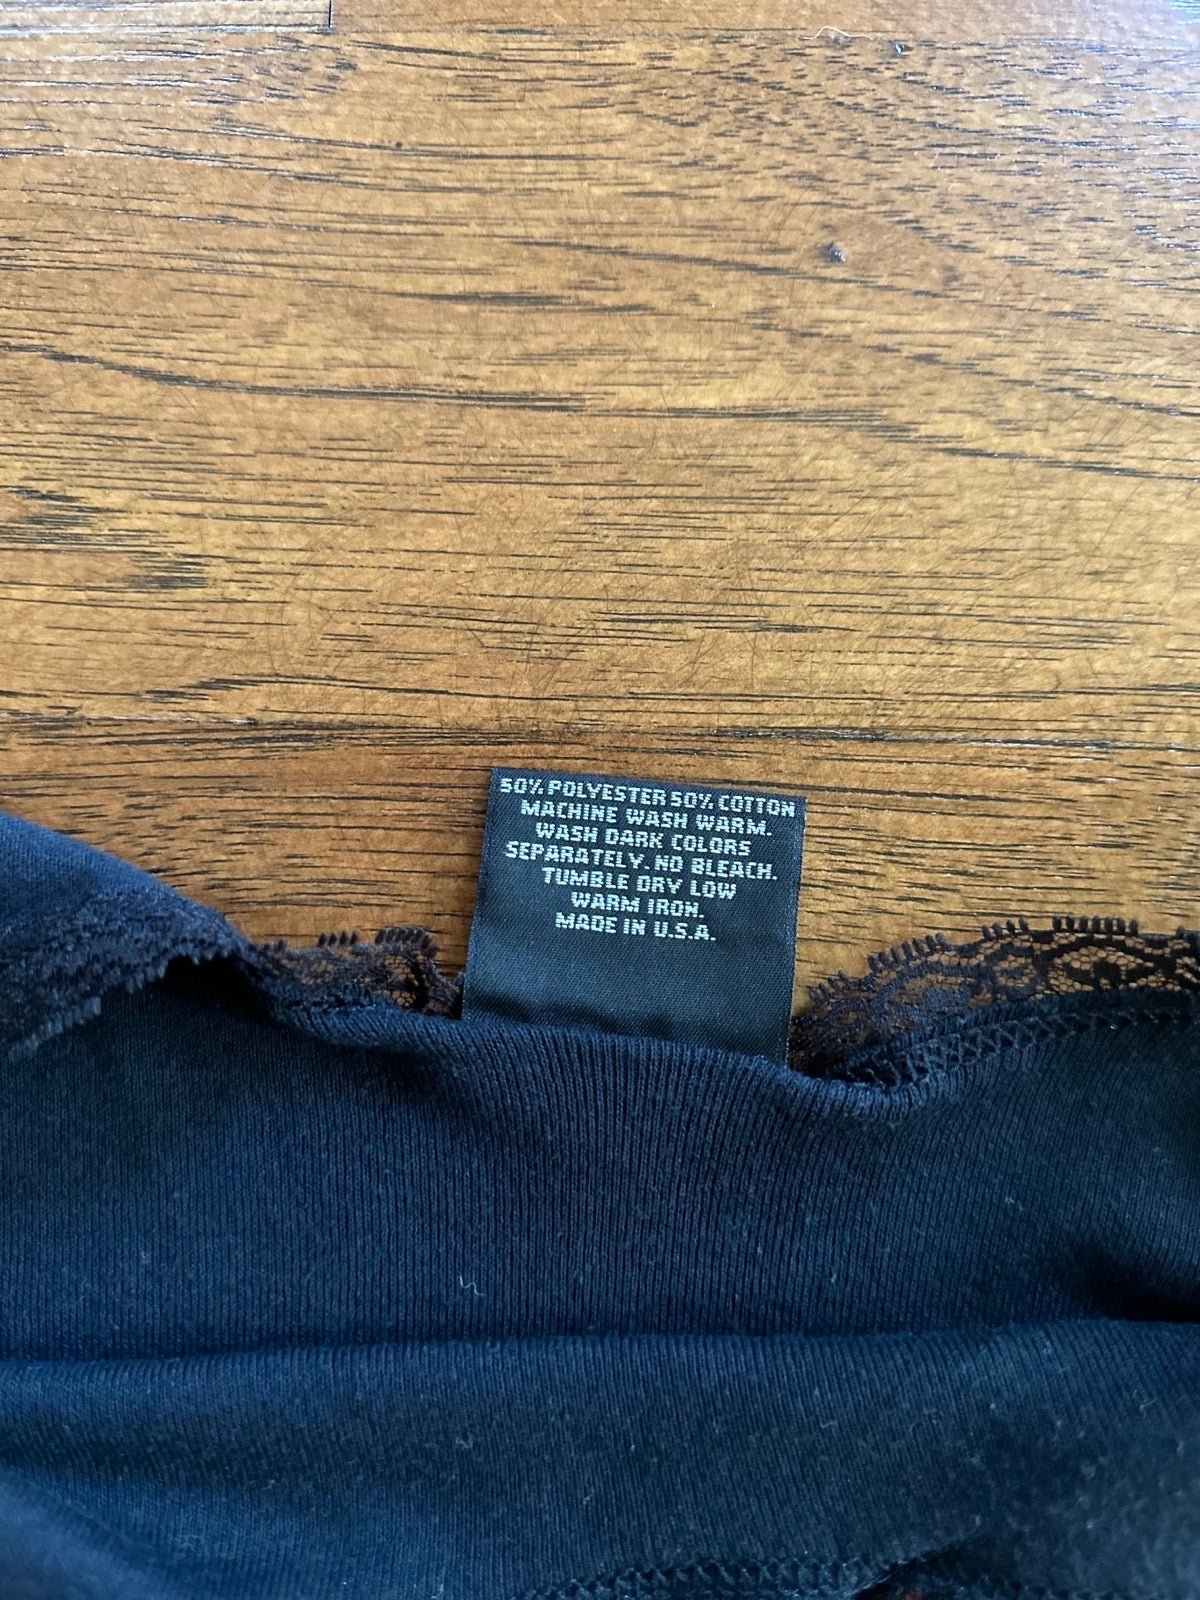 50% POLYESTER 50% COTTON
MACHINE WASH WARM.
WASH DARK COLORS
SEPARATELY. NO BLEACH.
TUMBLE DRY LOW
WARM IRON.
MADE IN U.S.A.